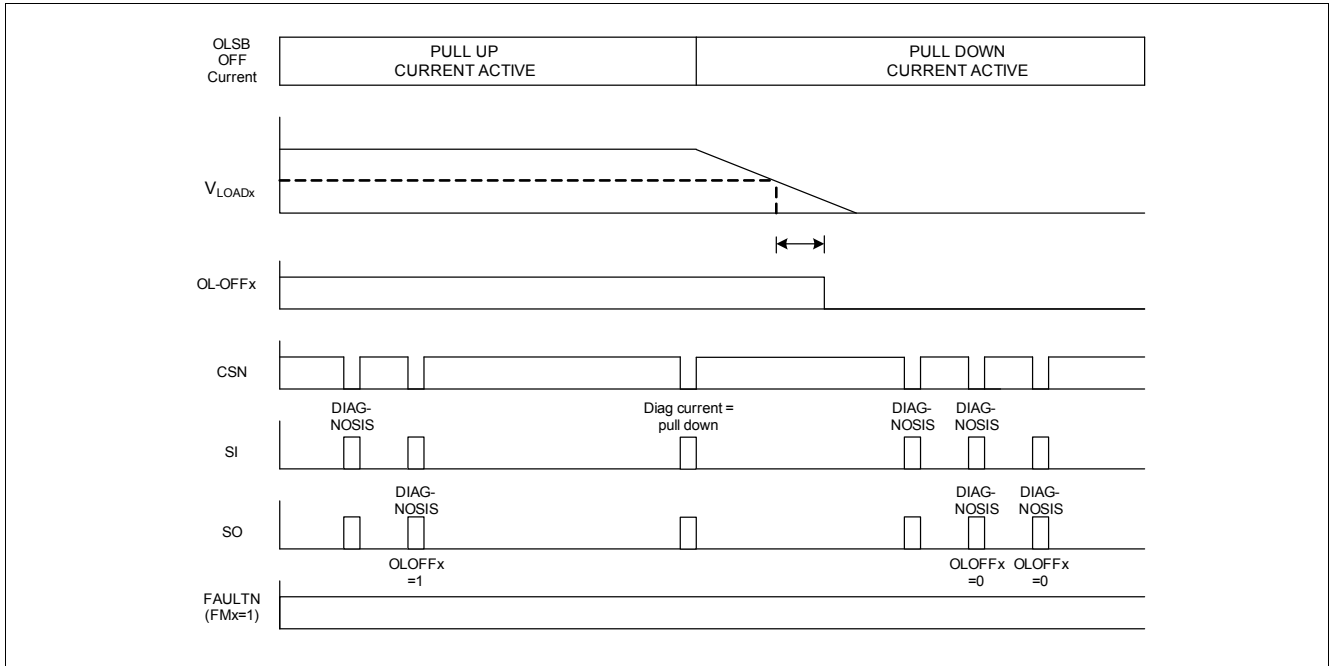 OLSB
OFF
Current
PULL UP
CURRENT ACTIVE
PULL DOWN
CURRENT ACTIVE
VLOADx
OL-OFFx
CSN
DIAG-
NOSIS
Diag current =
pull down
DIAG-
NOSIS
DIAG-
NOSIS
SI
DIAG-
NOSIS
DIAG-
NOSIS
DIAG-
NOSIS
SO
OLOFFx
=1
OLOFFx
=0
OLOFFx
=0
FAULTN
(FMx=1)